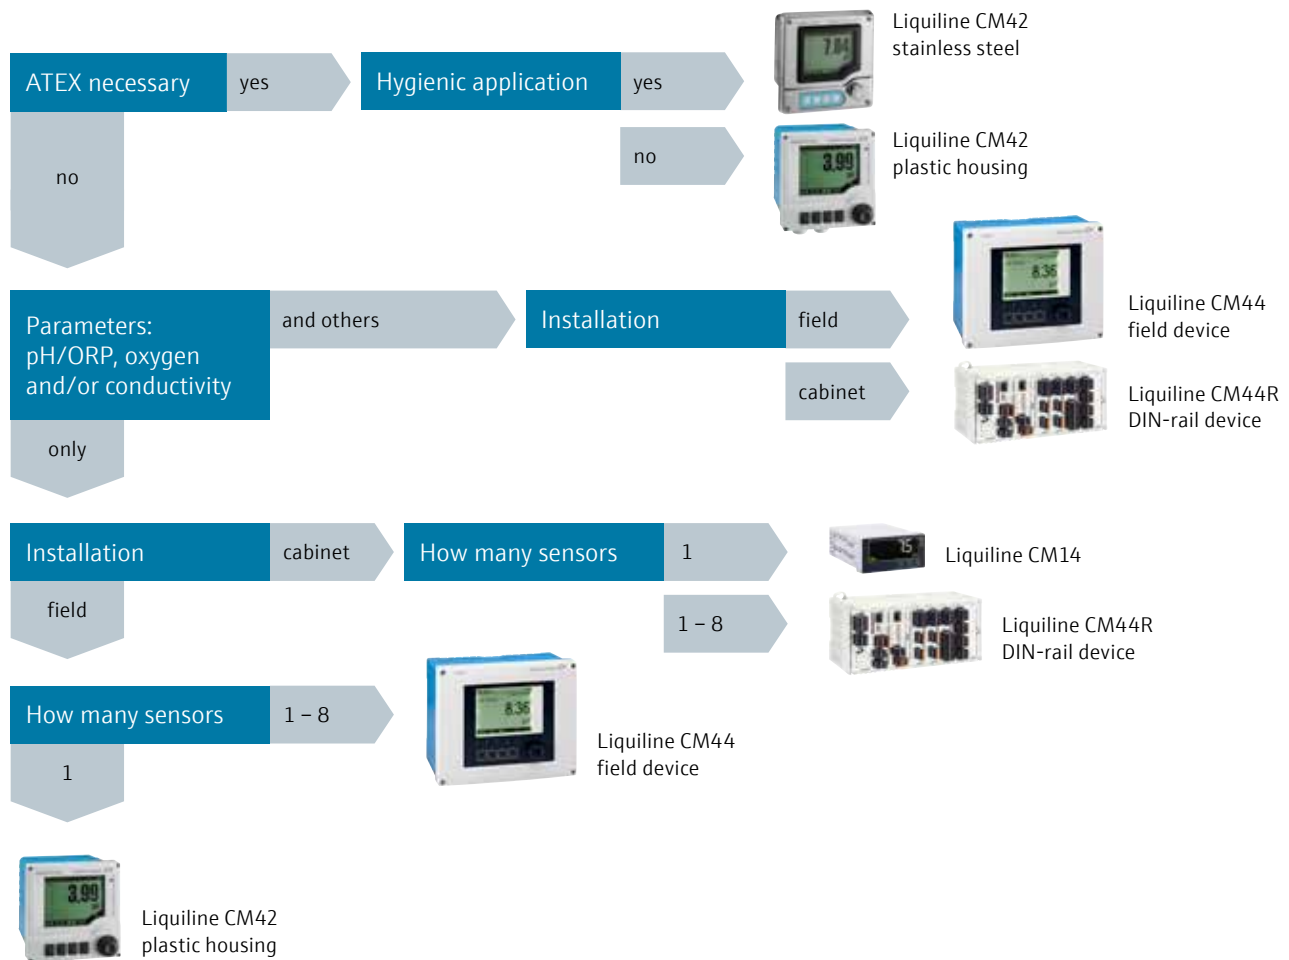 Liquiline CM42
stainless steel
ATEX necessary
yes
Hygienic application
yes
7.04
no
Liquiline CM42
plastic housing
3.99
no
Parameters:
pH/ORP, oxygen
and/or conductivity
and others
Installation
field
8.36
Liquiline CM44
field device
cabinet
Liquiline CM44R
DIN-rail device
only
Installation
cabinet
How many sensors
1
Liquiline CM14
field
1 – 8
Liquiline CM44R
DIN-rail device
How many sensors
1 – 8
8.36
Liquiline CM44
field device
1
3.99
Liquiline CM42
plastic housing